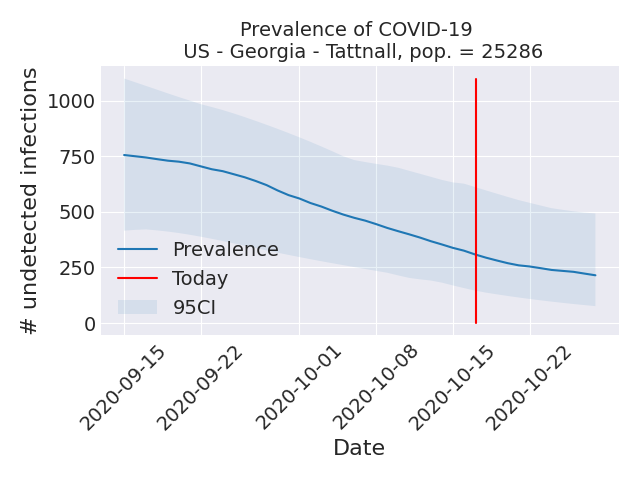 Prevalence of COVID-19
US - Georgia - Tattnall, pop. = 25286
# undetected infections
1000
750
500
250
0
Prevalence
Today
95CI
2020-09-15
2020-09-22
2020-10-01
2020-10-08
2020-10-15
2020-10-22
Date